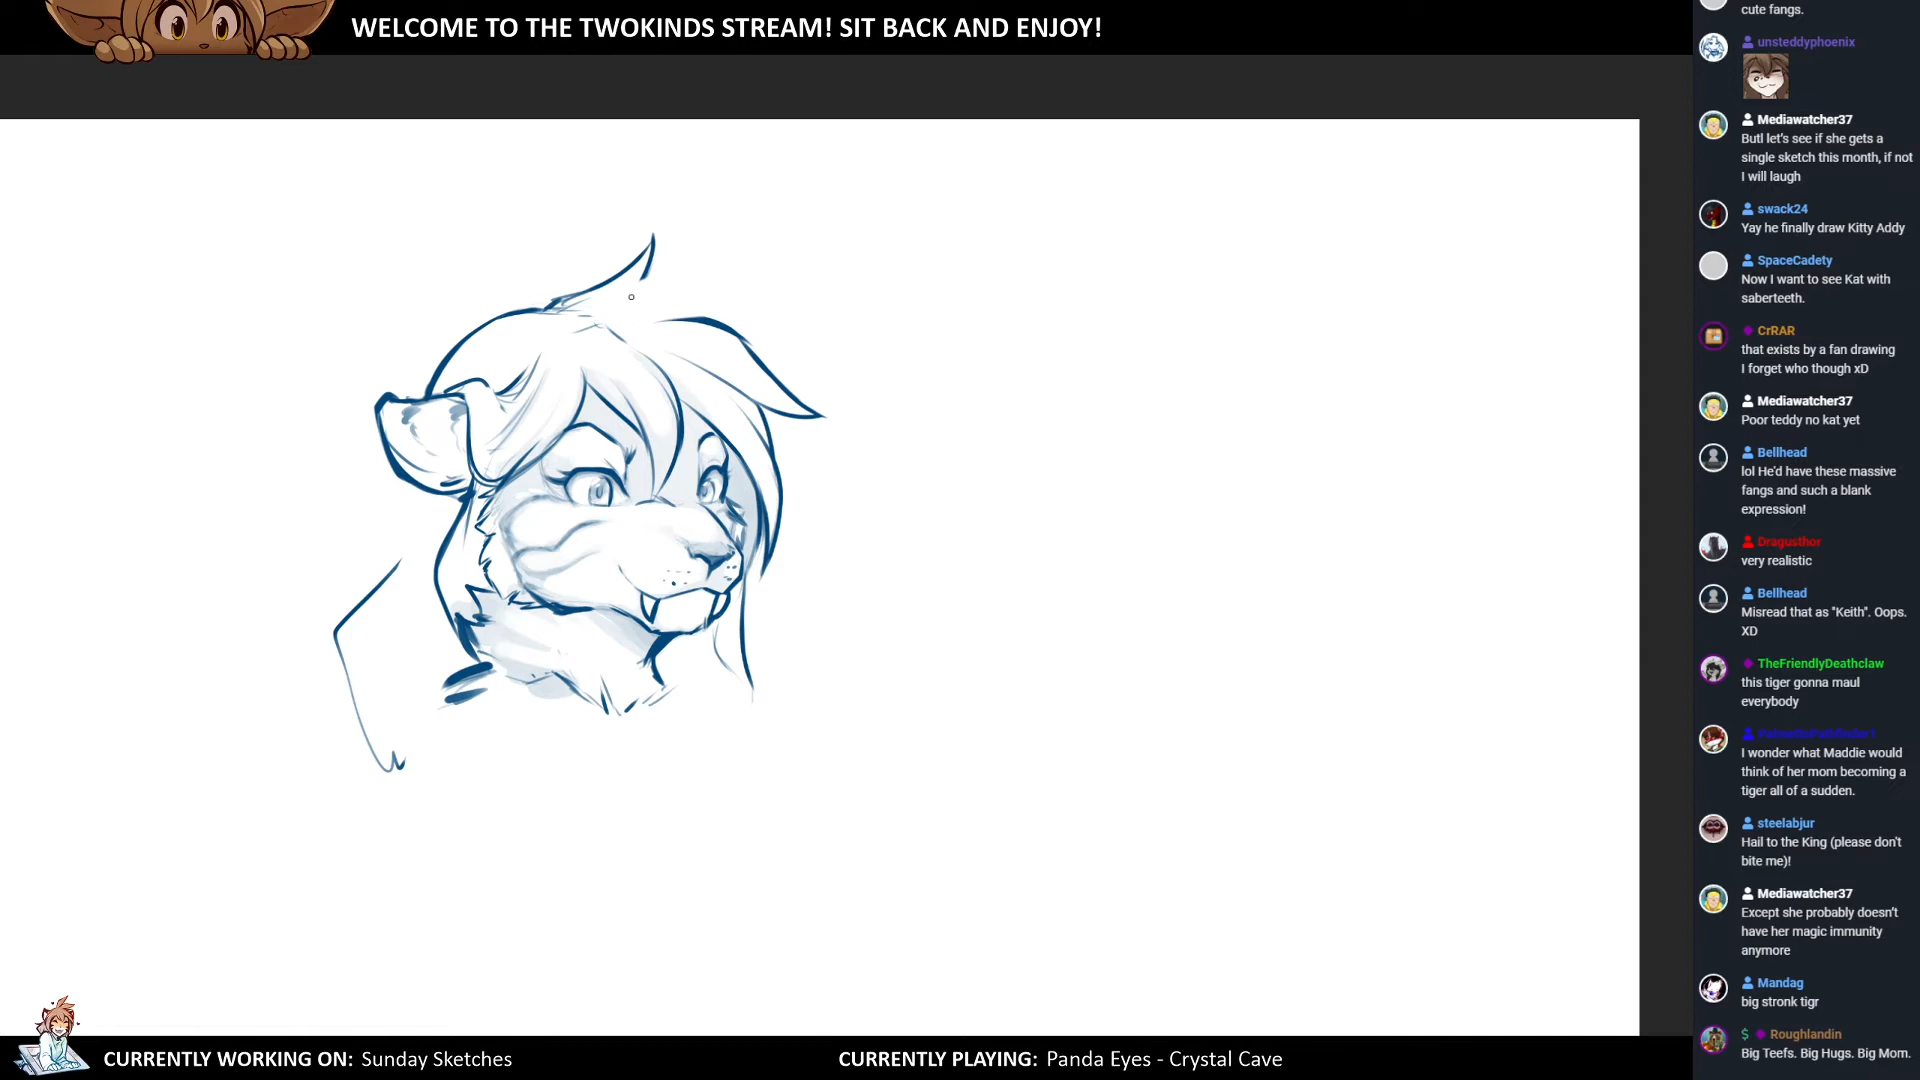 WELCOME TO THE TWOKINDS STREAM! SIT BACK AND ENJOY!
cute fangs.
unsteddyphoenix
Mediawatcher37
Butl let's see if she gets a
single sketch this month, if not
I will laugh
swack24
Yay he finally draw Kitty Addy
SpaceCadety
Now I want to see Kat with
saberteeth.
CrRAR
that exists by a fan drawing
I forget who though xD
Mediawatcher37
Poor teddy no kat yet
Bellhead
lol He'd have these massive
fangs and such a blank
expression!
Dragusthor
very realistic
Bellhead
Misread that as "Keith". Oops.
XD
TheFriendlyDeathclaw
this tiger gonna maul
everybody
PalmettoPathfinder1
I wonder what Maddie would
think of her mom becoming a
tiger all of a sudden.
steelabjur
Hail to the King (please don't
bite me)!
Mediawatcher37
Except she probably doesn't
have her magic immunity
anymore
Mandag
big stronk tigr
$ Roughlandin
Big Teefs. Big Hugs. Big Mom.
CURRENTLY WORKING ON: Sunday Sketches
CURRENTLY PLAYING: Panda Eyes - Crystal Cave